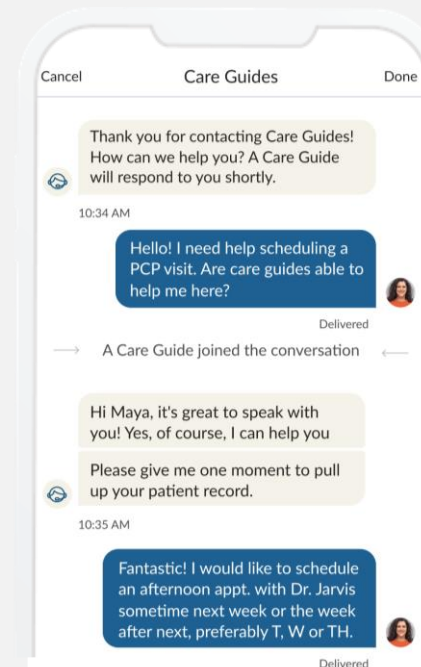 Cancel Care Guides Done
Thank you for contacting Care Guides!
How can we help you? A Care Guide
will respond to you shortly.
10:34 AM
Hello! I need help scheduling a
PCP visit. Are care guides able to
help me here?
Delivered
A Care Guide joined the conversation
Hi Maya, it's great to speak with
you! Yes, of course, I can help you
Please give me one moment to pull
up your patient record.
10:35 AM
Fantastic! I would like to schedule
an afternoon appt. with Dr. Jarvis
sometime next week or the week
after next, preferably T, W or TH.
Delivered